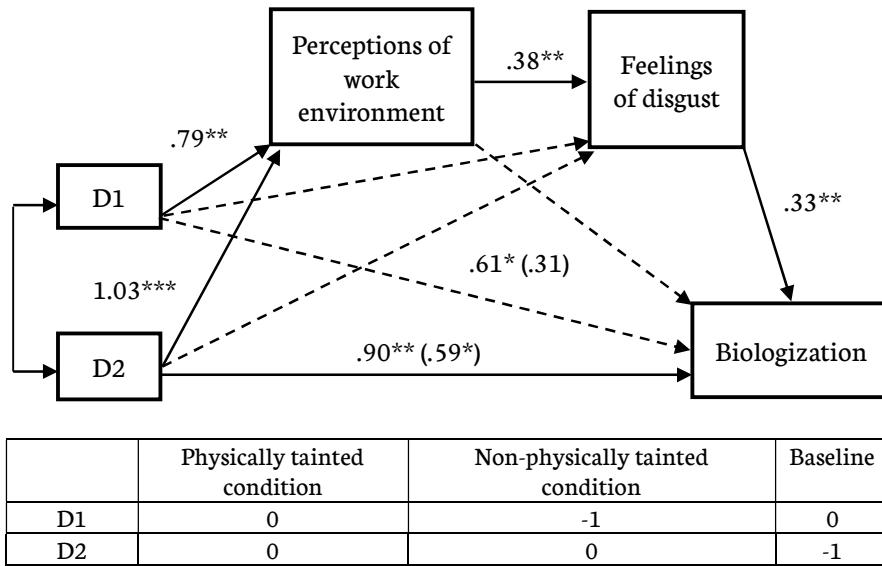 Perceptions of
work
environment
.38**
Feelings
of disgust
.79**
D1
.33**
.61* (.31)
1.03***
D2
.90** (.59*)
Biologization
Physically tainted
condition
Non-physically tainted
condition
Baseline
D1 0 -1 0
D2 0 0 -1